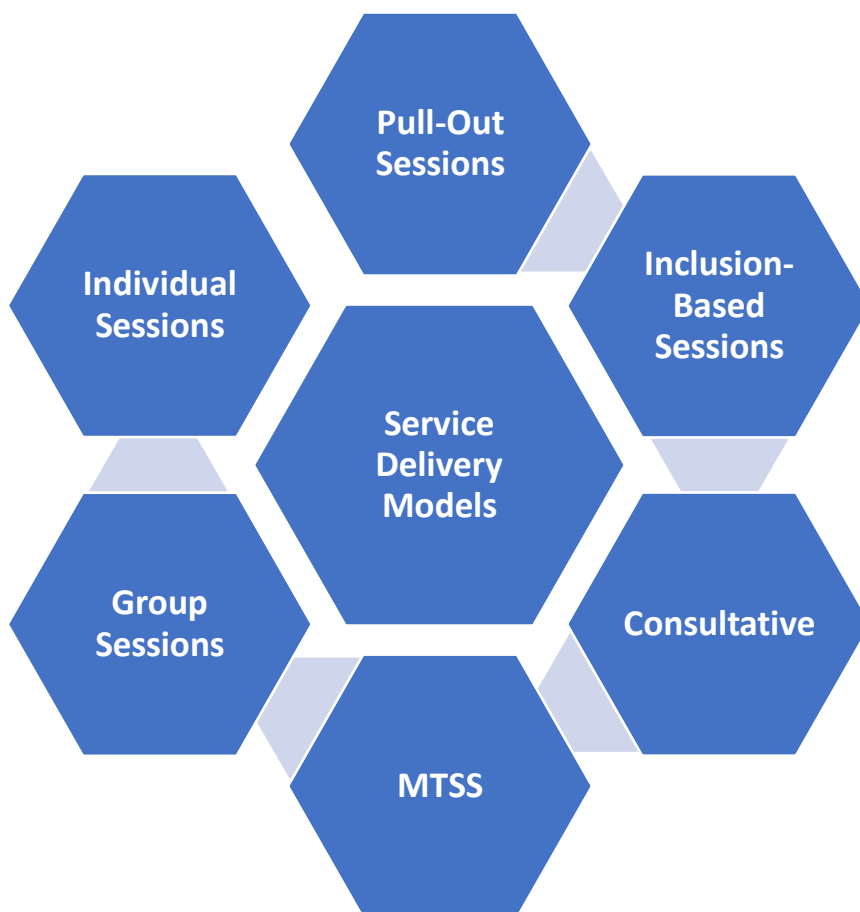 Pull-Out
Sessions
Individual
Sessions
Inclusion-
Based
Sessions
Service
Delivery
Models
Group
Sessions
Consultative
MTSS